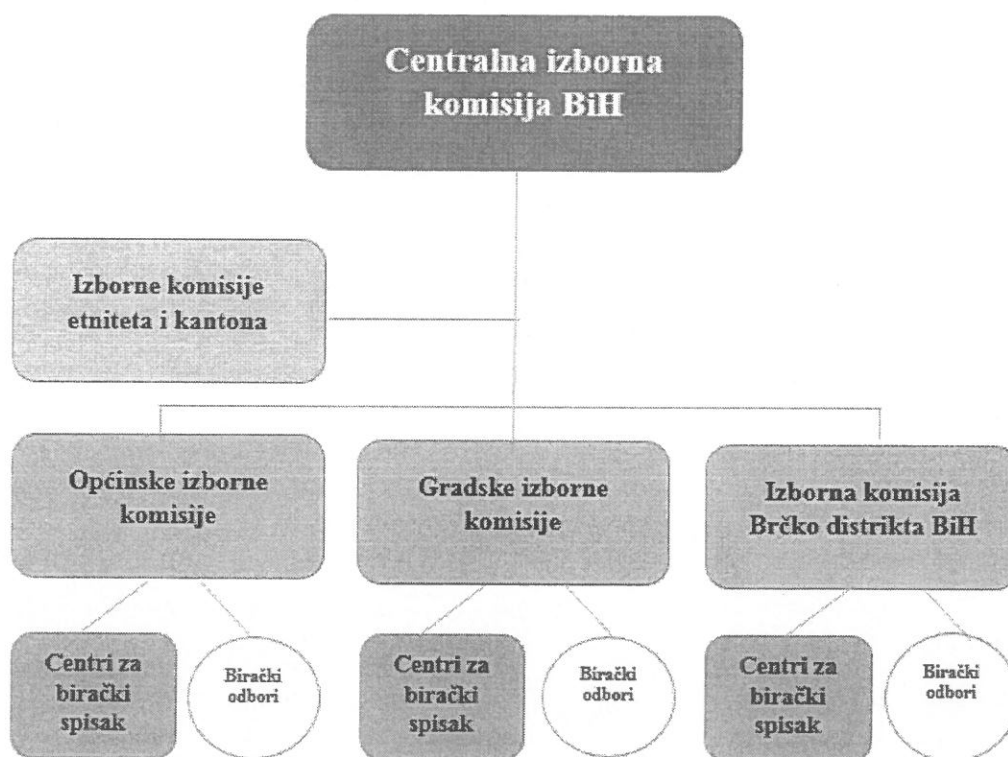 Centralna izborna
komisija BiH
Izborne komisije
etniteta i kantona
Općinske izborne
komisije
Gradske izborne
komisije
Izborna komisija
Brčko distrikta BiH
Centri za
birački
spisak
Birački
odbori
Centri za
birački
spisak
Birački
odbori
Centri za
birački
spisak
Birački
odbori